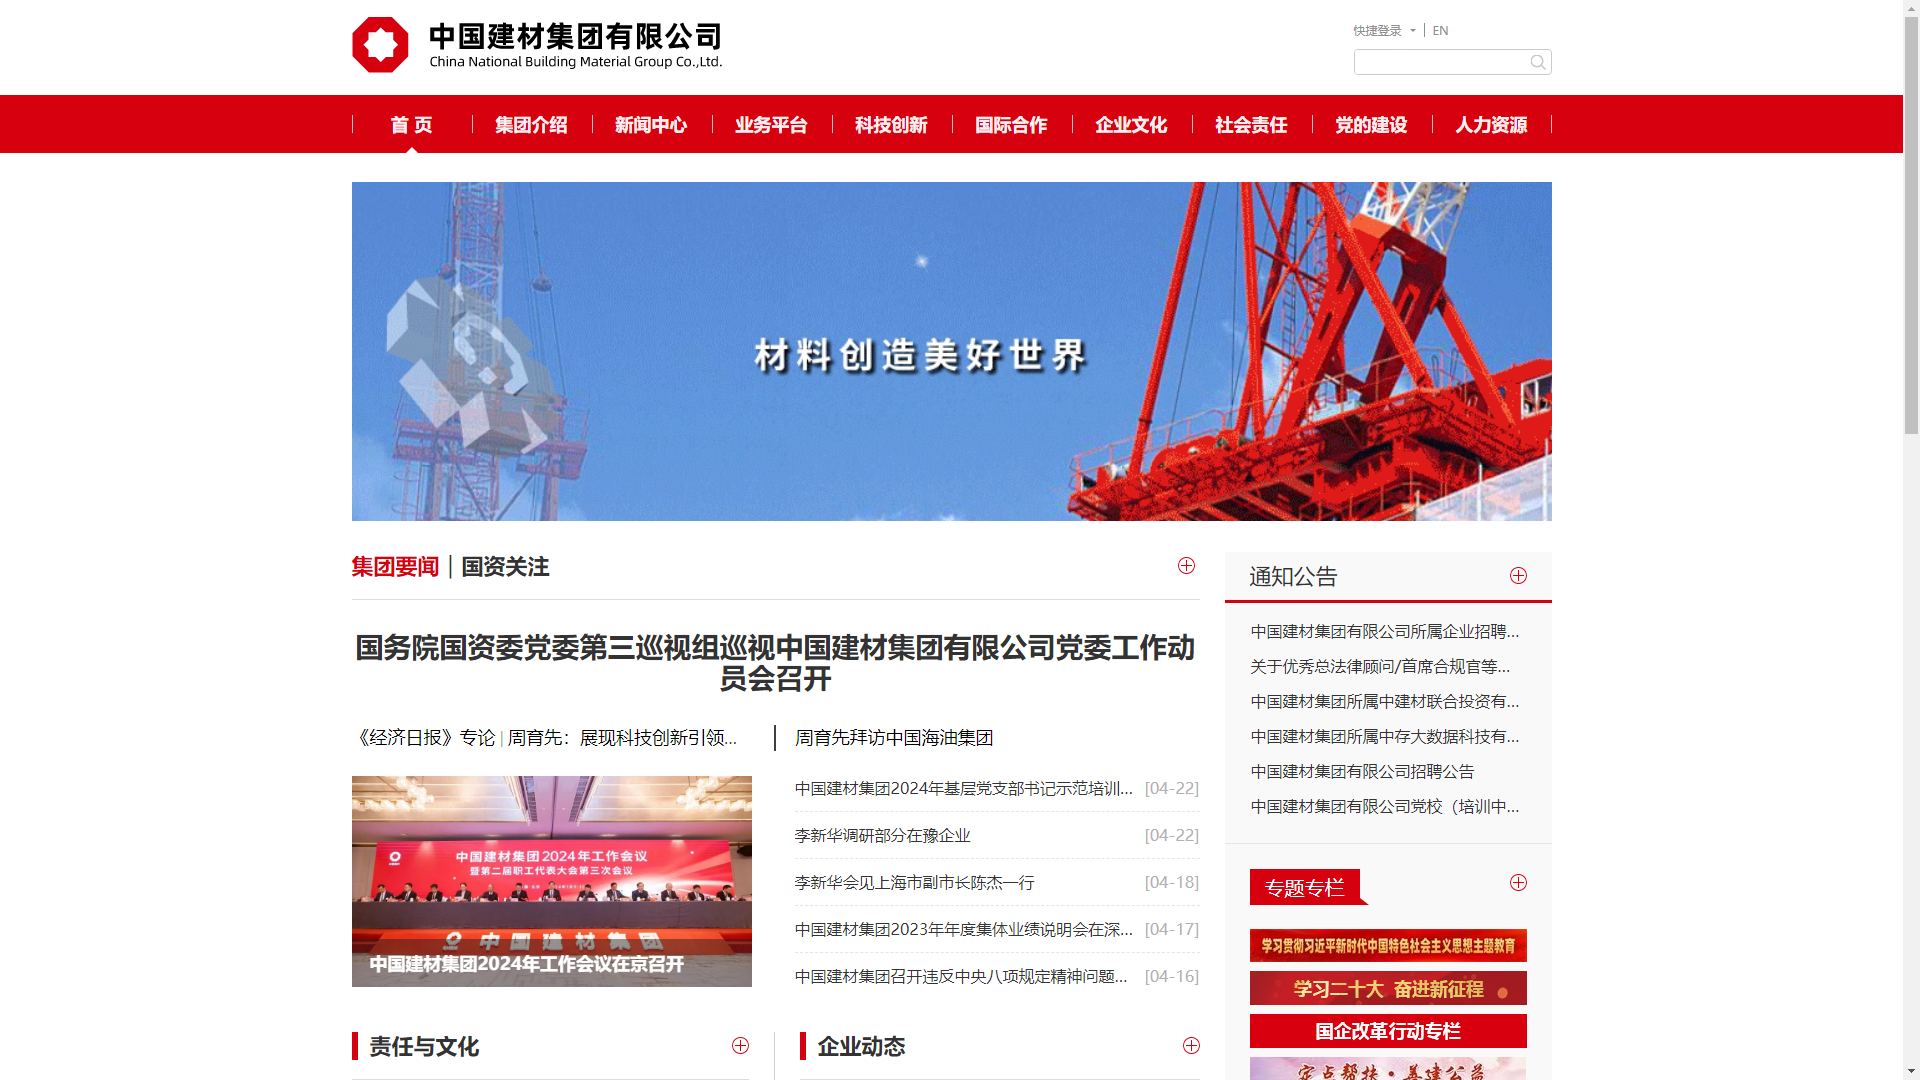 中国建材集团有限公司
China National Building Material Group Co.,Ltd.
快捷登录 EN
首 页 集团介绍 新闻中心 业务平台 科技创新 国际合作 企业文化 社会责任 党的建设 人力资源
材料创造美好世界
集团要闻 | 国资关注
国务院国资委党委第三巡视组巡视中国建材集团有限公司党委工作动
员会召开
《经济日报》专论 | 周育先：展现科技创新引领...
周育先拜访中国海油集团
中国建材集团2024年工作会议
暨第二届职工代表大会第三次会议
中国建材集团
中国建材集团2024年工作会议在京召开
中国建材集团2024年基层党支部书记示范培训... [04-22]
李新华调研部分在豫企业 [04-22]
李新华会见上海市副市长陈杰一行 [04-18]
中国建材集团2023年年度集体业绩说明会在深... [04-17]
中国建材集团召开违反中央八项规定精神问题... [04-16]
责任与文化
企业动态
通知公告
中国建材集团有限公司所属企业招聘...
关于优秀总法律顾问/首席合规官等...
中国建材集团所属中建材联合投资有...
中国建材集团所属中存大数据科技有...
中国建材集团有限公司招聘公告
中国建材集团有限公司党校（培训中...
专题专栏
学习贯彻习近平新时代中国特色社会主义思想主题教育
学习二十大 奋进新征程
国企改革行动专栏
定点帮扶·善建公益